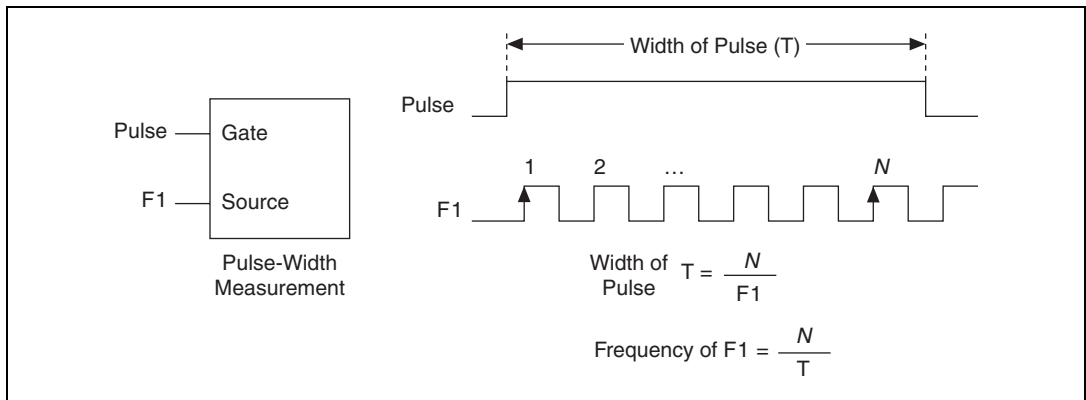 Width of Pulse (T)
Pulse
Pulse Gate
1 2 ... N
F1 Source
F1
Pulse-Width
Measurement
Width of
Pulse
T = N
F1
Frequency of F1 = N
T